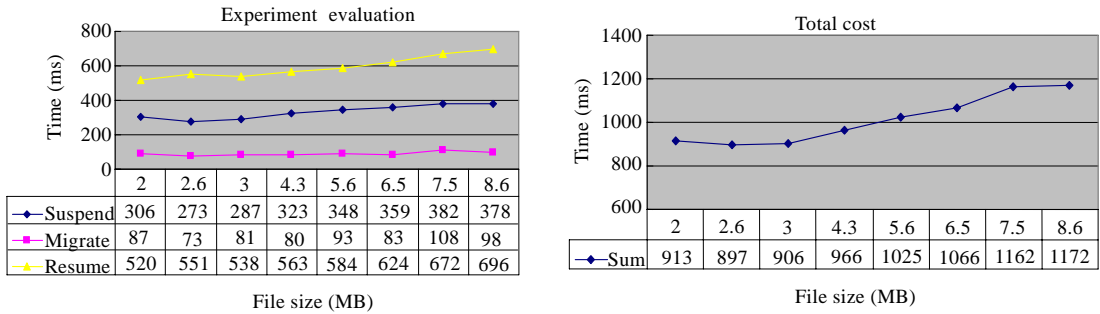 Experiment evaluation
800
600
400
200
0
Time (ms)
2 2.6 3 4.3 5.6 6.5 7.5 8.6
Suspend 306 273 287 323 348 359 382 378
Migrate 87 73 81 80 93 83 108 98
Resume 520 551 538 563 584 624 672 696
File size (MB)
Total cost
1400
1200
1000
800
600
Time (ms)
2 2.6 3 4.3 5.6 6.5 7.5 8.6
Sum 913 897 906 966 1025 1066 1162 1172
File size (MB)